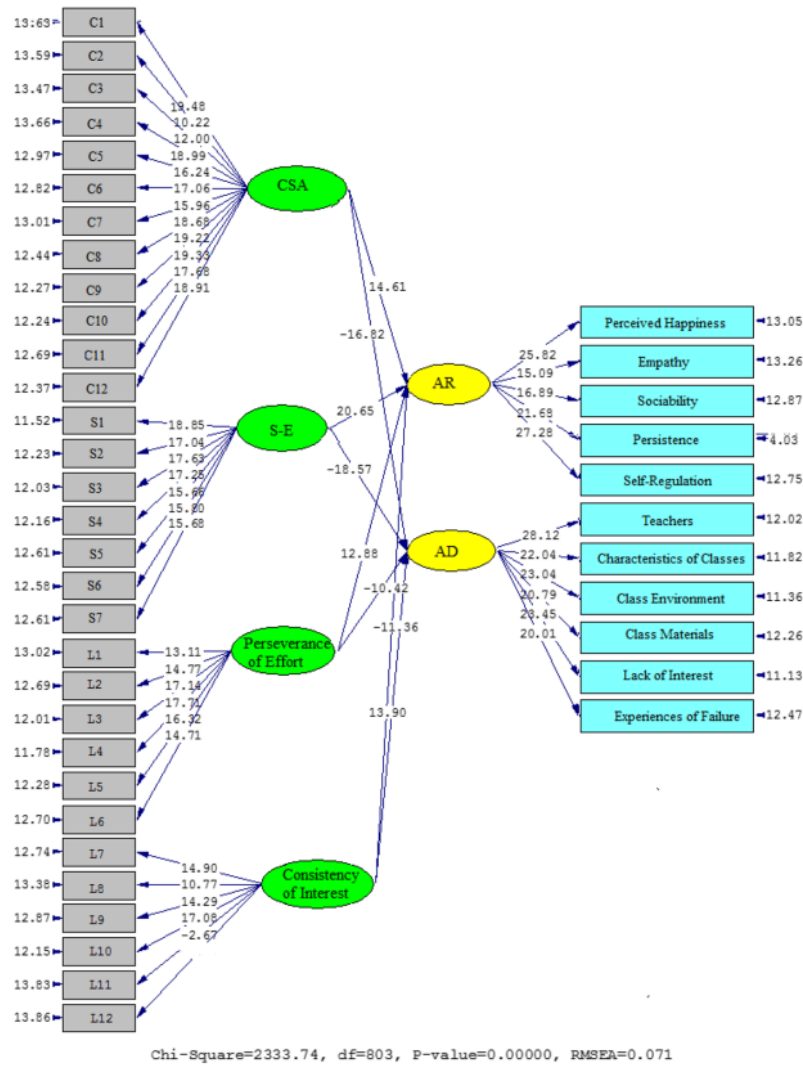 13.63 C1
13.59 C2
13.47 C3
13.66 C4
12.97 C5
12.82 C6
13.01 C7
12.44 C8
12.27 C9
12.24 C10
12.69 C11
12.37 C12
11.52 S1
12.23 S2
12.03 S3
12.16 S4
12.61 S5
12.58 S6
12.61 S7
13.02 L1
12.69 L2
12.01 L3
11.78 L4
12.28 L5
12.70 L6
12.74 L7
13.38 L8
12.87 L9
12.15 L10
13.83 L11
13.86 L12
19.48
10.22
12.00
18.99
16.24
17.06
15.96
18.68
19.22
19.33
17.68
18.91
18.85
17.04
17.63
17.25
15.66
15.80
15.68
13.11
14.77
17.14
17.71
16.32
14.71
14.90
10.77
14.29
17.08
-2.67
CSA
S-E
Perseverance
of Effort
Consistency
of Interest
14.61
-16.82
20.65
-18.57
12.88
-10.42
-11.36
13.90
AR
AD
25.82
15.09
16.89
21.68
27.28
28.12
22.04
23.04
20.79
23.45
20.01
Perceived Happiness 13.05
Empathy 13.26
Sociability 12.87
Persistence 4.03
Self-Regulation 12.75
Teachers 12.02
Characteristics of Classes 11.82
Class Environment 11.36
Class Materials 12.26
Lack of Interest 11.13
Experiences of Failure 12.47
Chi-Square=2333.74, df=803, P-value=0.00000, RMSEA=0.071